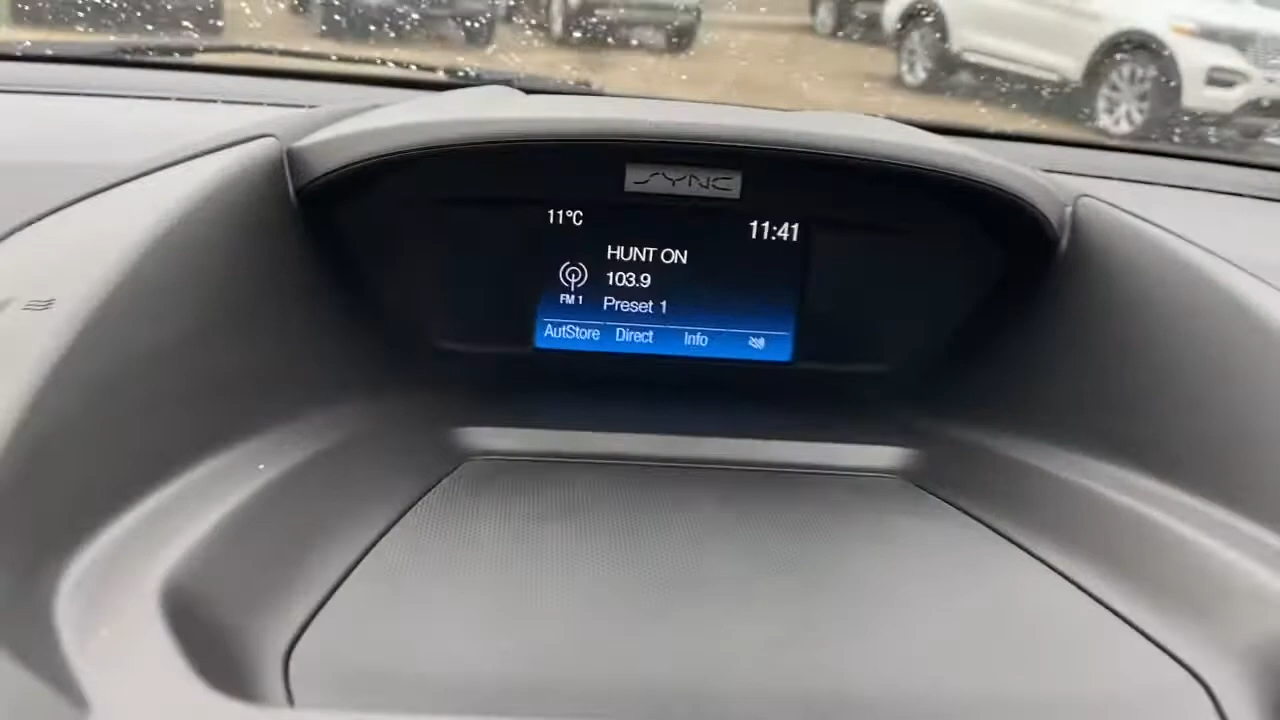 SYNC
11°C
11:41
HUNT ON
103.9
FM 1
Preset 1
AutStore Direct Info